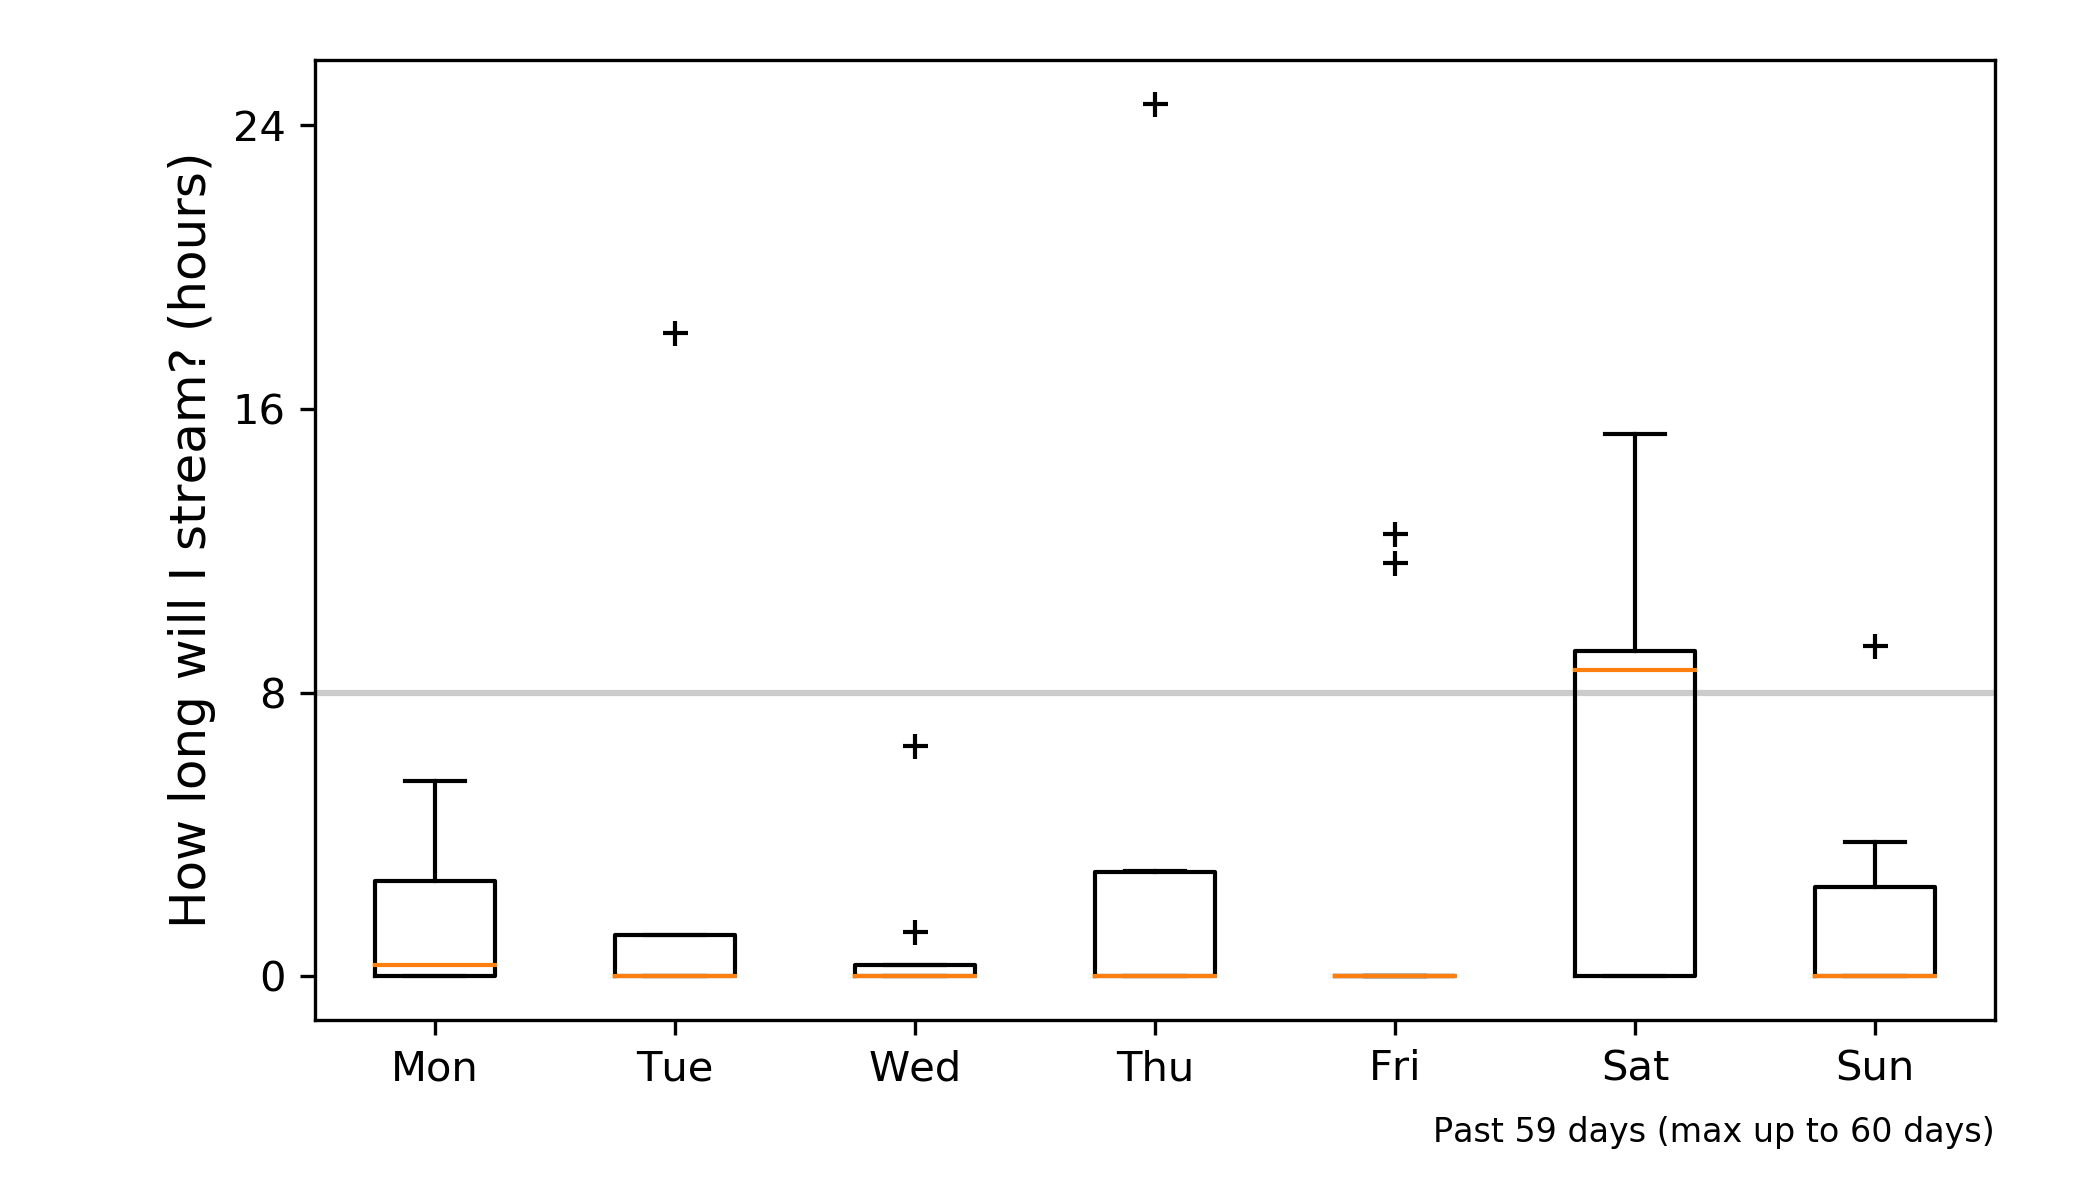 How long will I stream? (hours)
24
16
8
0
Mon Tue Wed Thu Fri Sat Sun
Past 59 days (max up to 60 days)